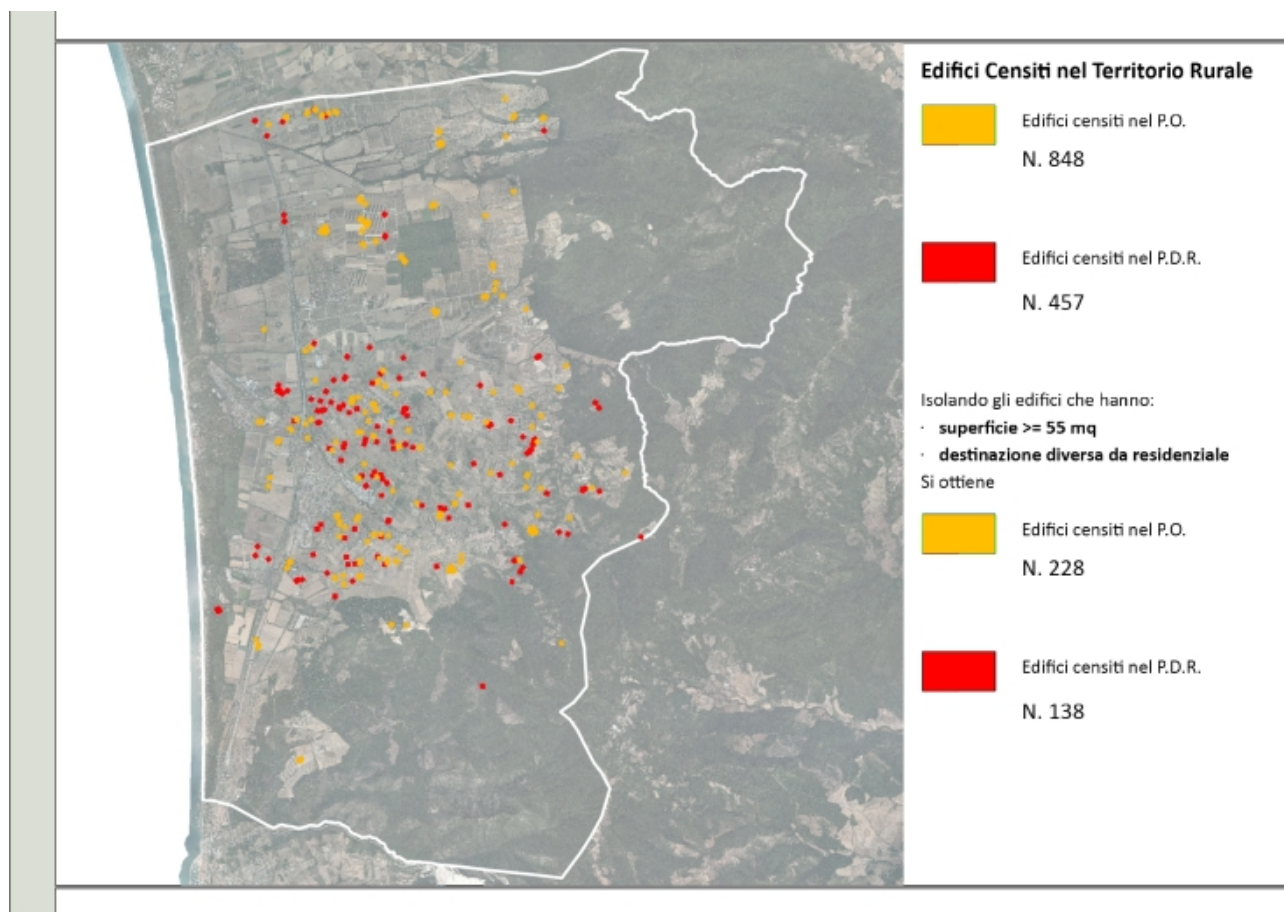 Edifici Censiti nel Territorio Rurale
Edifici censiti nel P.O.
N. 848
Edifici censiti nel P.D.R.
N. 457
Isolando gli edifici che hanno:
· superficie >= 55 mq
· destinazione diversa da residenziale
Si ottiene
Edifici censiti nel P.O.
N. 228
Edifici censiti nel P.D.R.
N. 138